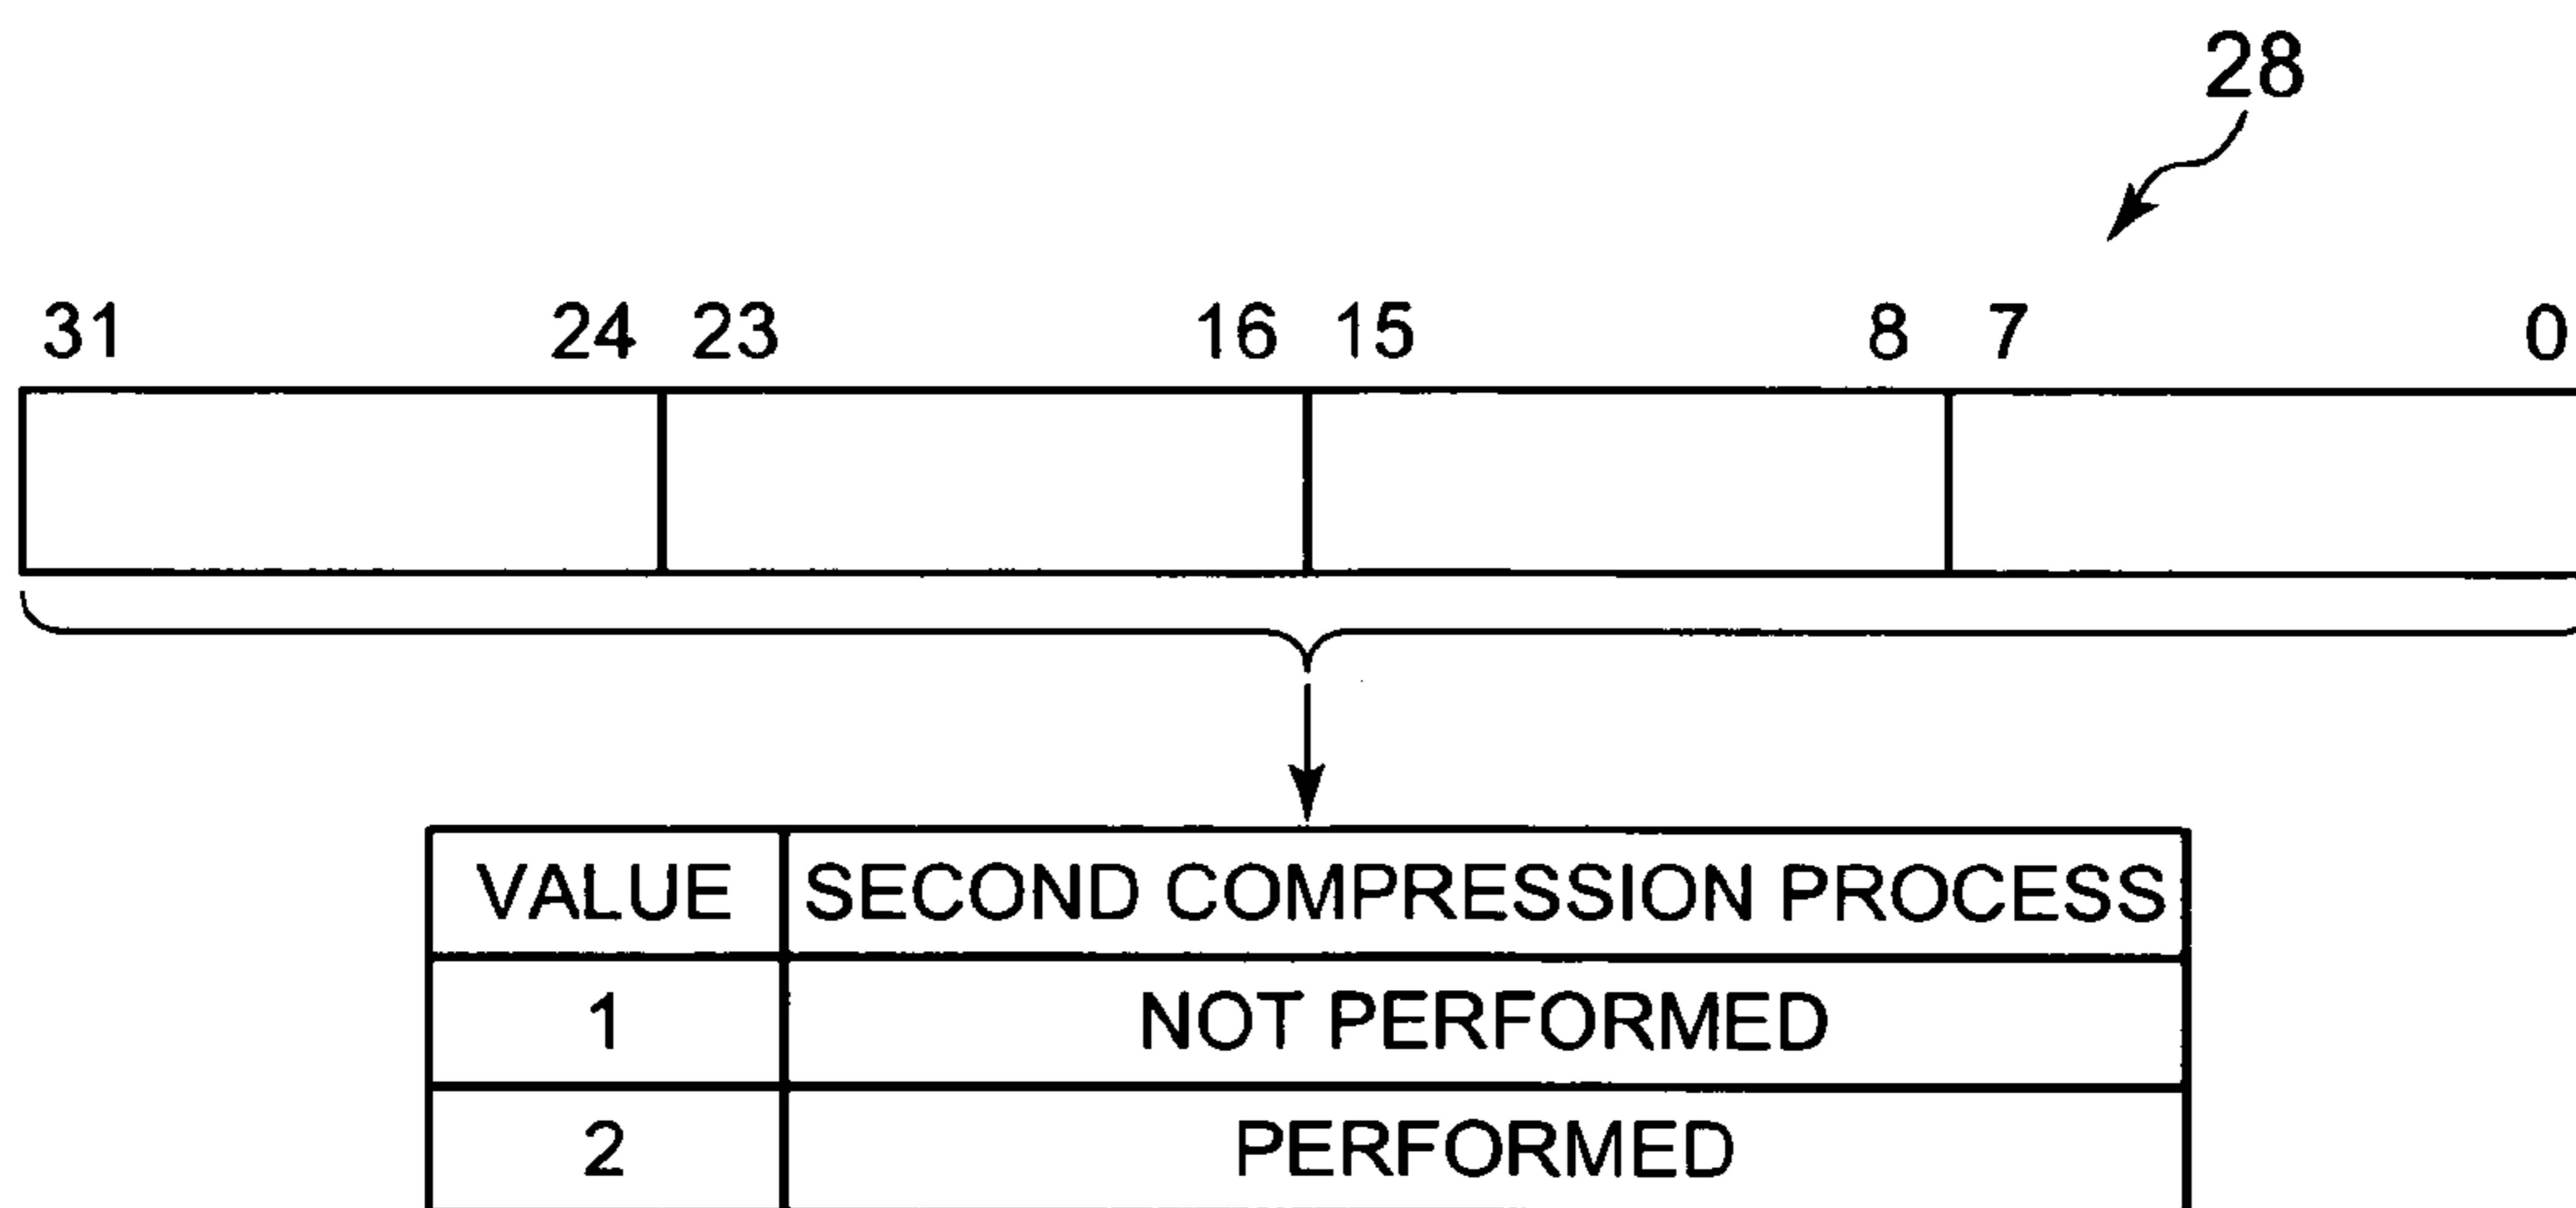 28
31 24 23 16 15 8 7 0
VALUE SECOND COMPRESSION PROCESS
1 NOT PERFORMED
2 PERFORMED